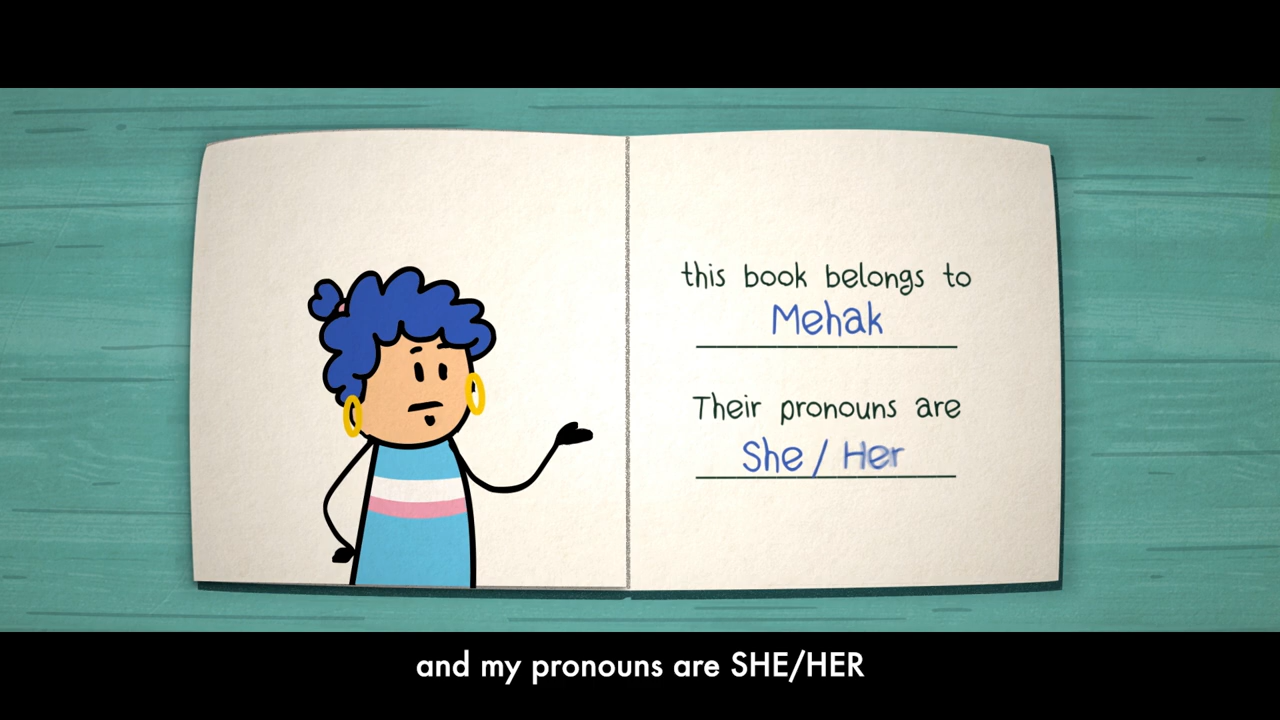 this book belongs to
Mehak
Their pronouns are
She / Her
and my pronouns are SHE/HER